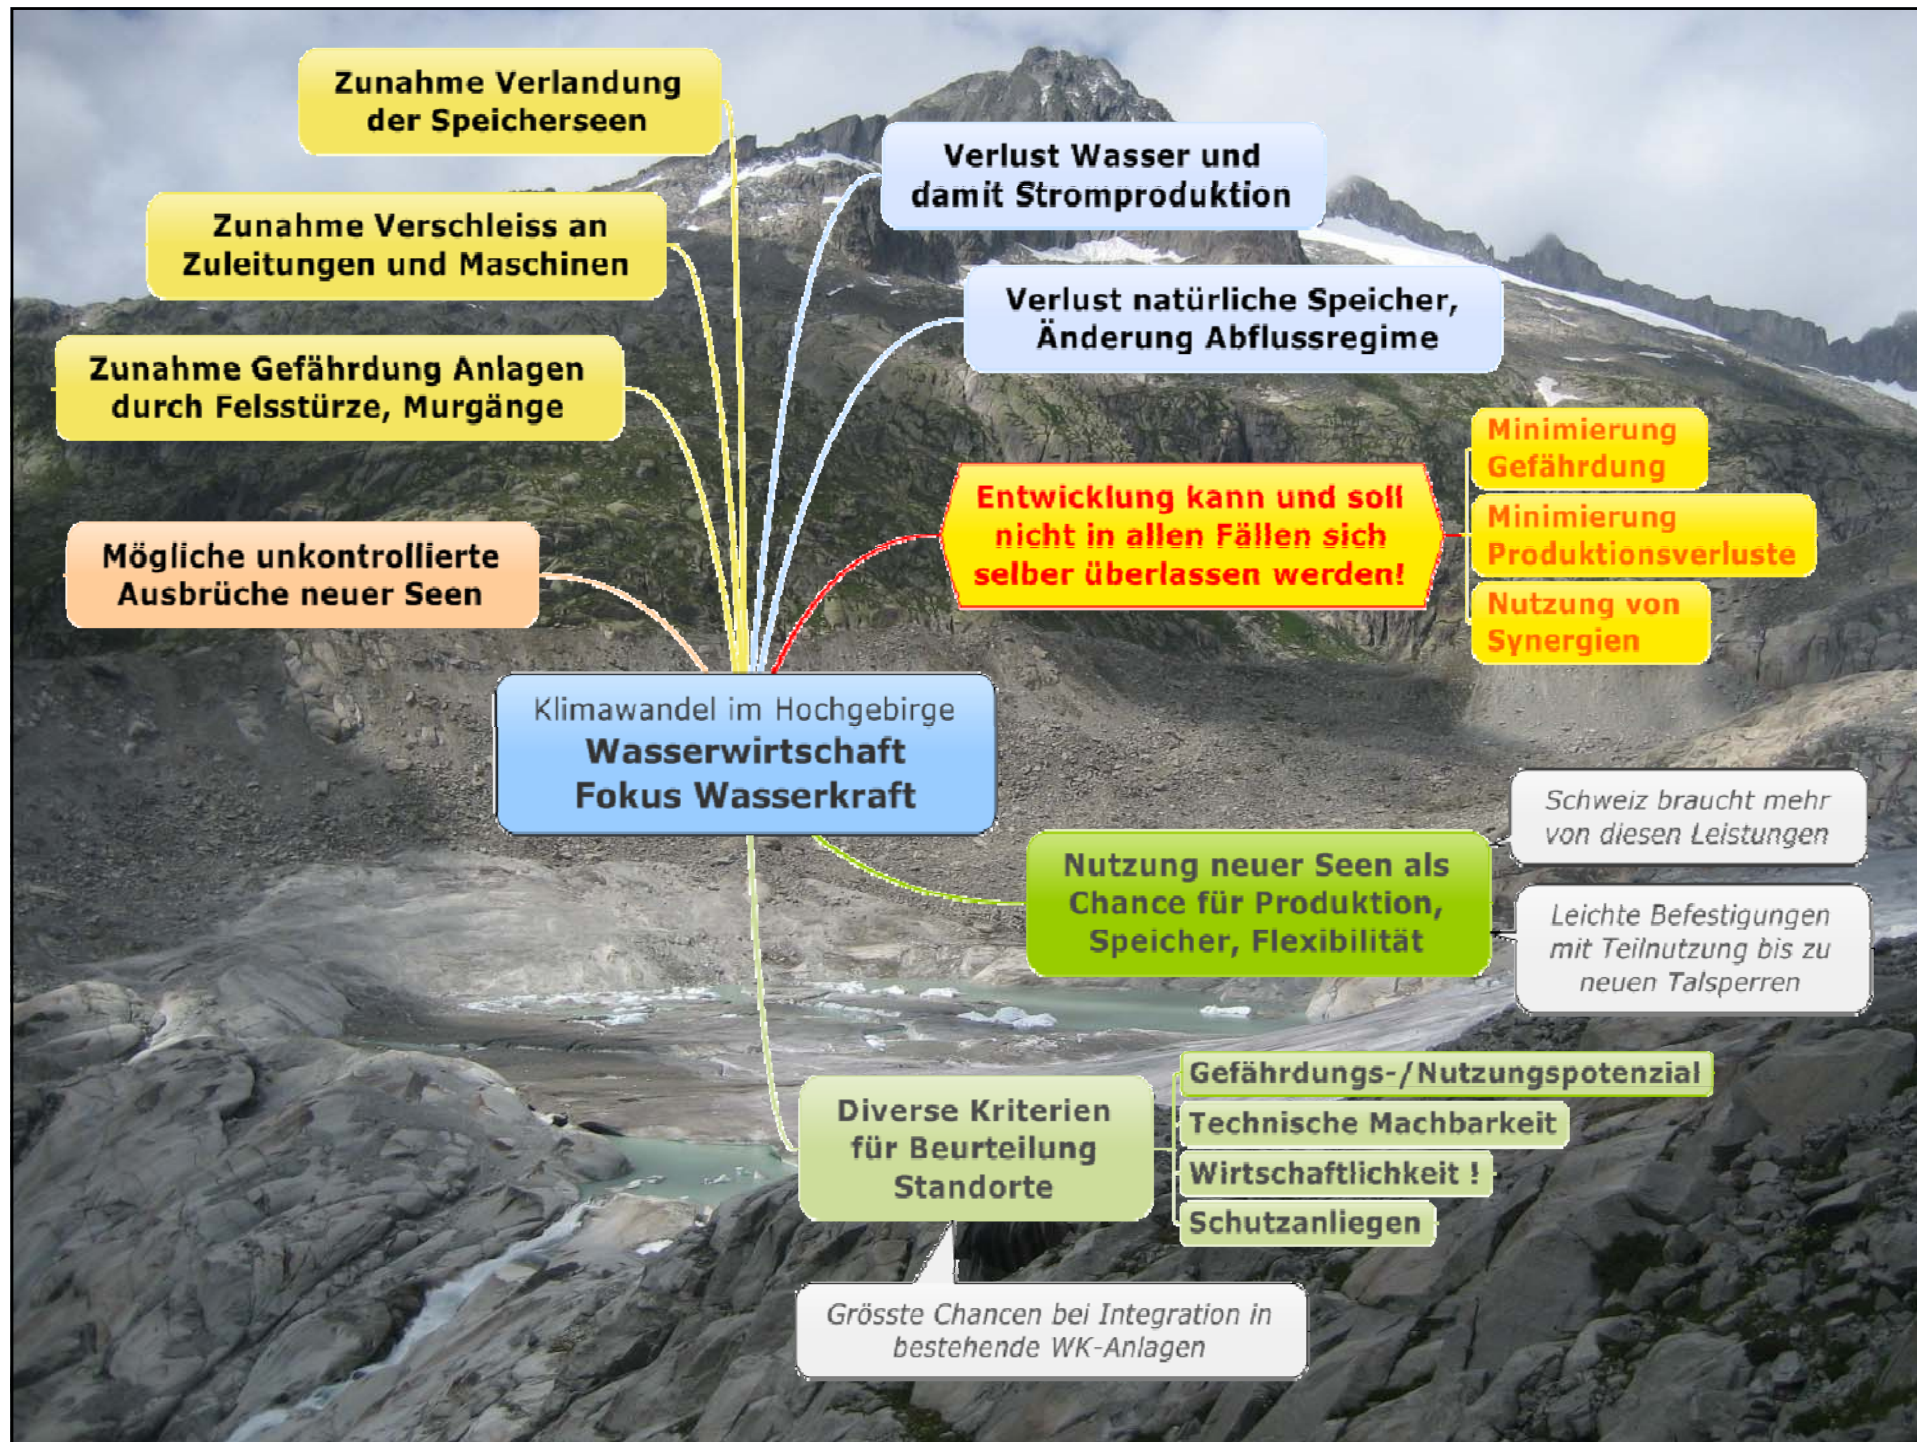 Zunahme Verlandung
der Speicherseen
Verlust Wasser und
damit Stromproduktion
Zunahme Verschleiss an
Zuleitungen und Maschinen
Verlust natürliche Speicher,
Änderung Abflussregime
Zunahme Gefährdung Anlagen
durch Felsstürze, Murgänge
Entwicklung kann und soll
nicht in allen Fällen sich
selber überlassen werden!
Minimierung
Gefährdung
Minimierung
Produktionsverluste
Nutzung von
Synergien
Mögliche unkontrollierte
Ausbrüche neuer Seen
Klimawandel im Hochgebirge
Wasserwirtschaft
Fokus Wasserkraft
Nutzung neuer Seen als
Chance für Produktion,
Speicher, Flexibilität
Schweiz braucht mehr
von diesen Leistungen
Leichte Befestigungen
mit Teilnutzung bis zu
neuen Talsperren
Diverse Kriterien
für Beurteilung
Standorte
Gefährdungs-/Nutzungspotenzial
Technische Machbarkeit
Wirtschaftlichkeit !
Schutzanliegen
Grösste Chancen bei Integration in
bestehende WK-Anlagen